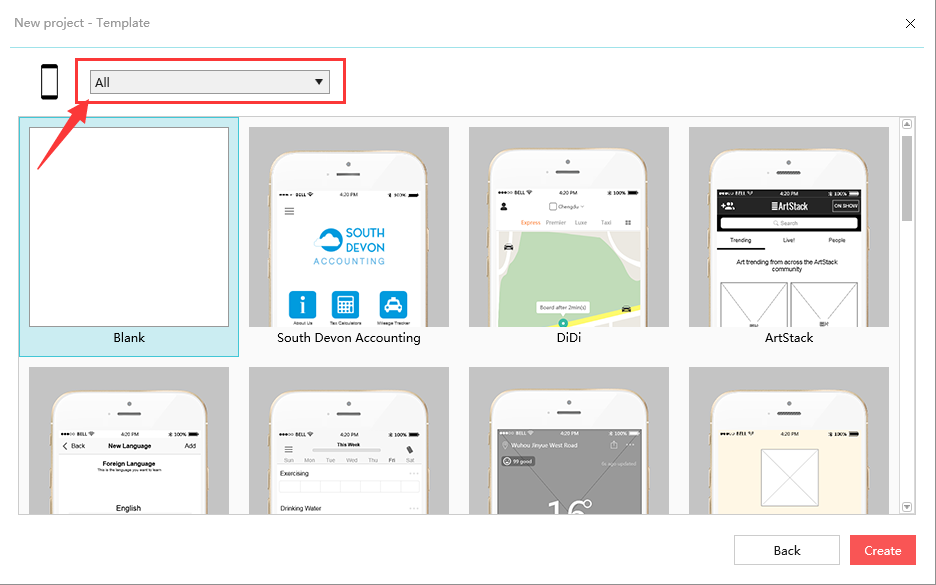 New project - Template
All
●●●●○ BELL 4:20 PM 100%
●●●●○ BELL 4:20 PM 100%
●●●●○ BELL 4:20 PM 100%
Chengdu
ArtStack ON SHOW
Express Premier Luxe Taxi
Search
SOUTH
DEVON
ACCOUNTING
Trending Live! People
Art trending from across the ArtStack
community
Board after 2min(s)
About Us Tax Calculators Mileage Tracker
Blank South Devon Accounting DiDi ArtStack
●●●●○ BELL 4:20 PM 100%
●●●●○ BELL 4:20 PM 100%
●●●●○ BELL 4:20 PM 100%
●●●●○ BELL 4:20 PM 100%
Back New Language Add
This Week
Wuhou Jinyue West Road
Sun Mon Tue Wed Thu Fri Sat
99 good
Foreign Language
This is the language you want to learn
Exercising
English
Drinking Water
16°
Back Create